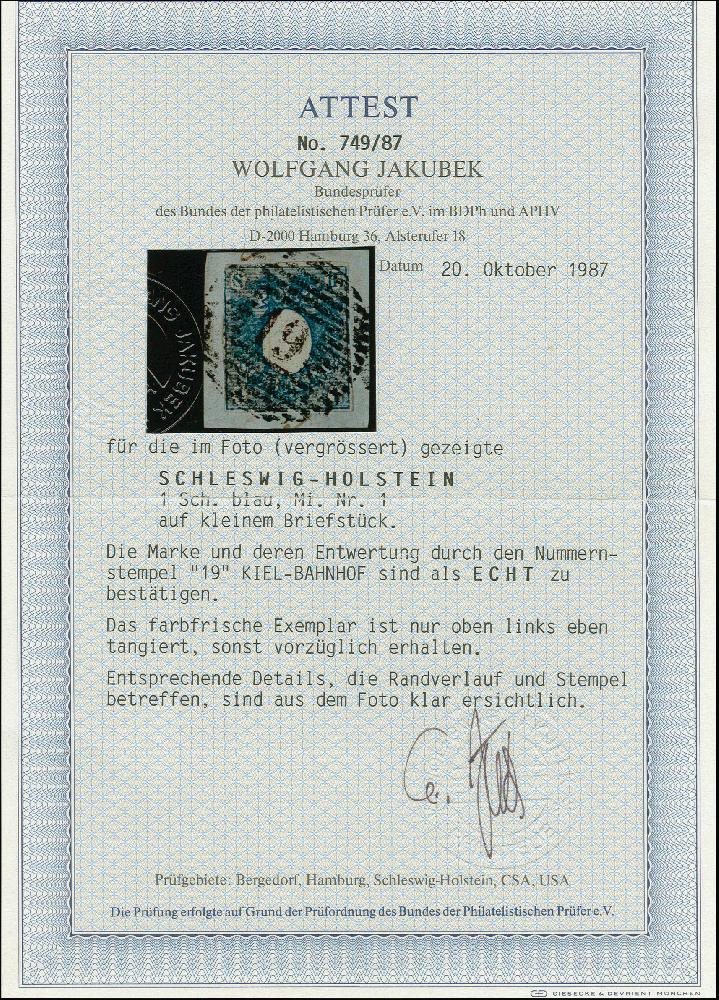 ATTEST
No. 749/87
WOLFGANG JAKUBEK
Bundesprüfer
des Bundes der philatelistischen Prüfer e.V. im BDPh und APHV
D-2000 Hamburg 36, Alsterufer 18
Datum 20. Oktober 1987
JAKUBEK
für die im Foto (vergrössert) gezeigte
SCHLESWIG-HOLSTEIN
1 Sch. blau, Mi. Nr. 1
auf kleinem Briefstück.
Die Marke und deren Entwertung durch den Nummern-
stempel "19" KIEL-BAHNHOF sind als ECHT zu
bestätigen.
Das farbfrische Exemplar ist nur oben links eben
tangiert, sonst vorzüglich erhalten.
Entsprechende Details, die Randverlauf und Stempel
betreffen, sind aus dem Foto klar ersichtlich.
Prüfgebiete: Bergedorf, Hamburg, Schleswig-Holstein, CSA, USA
Die Prüfung erfolgte auf Grund der Prüfordnung des Bundes der Philatelistischen Prüfer e.V.
GIESECKE & DEVRIENT MÜNCHEN